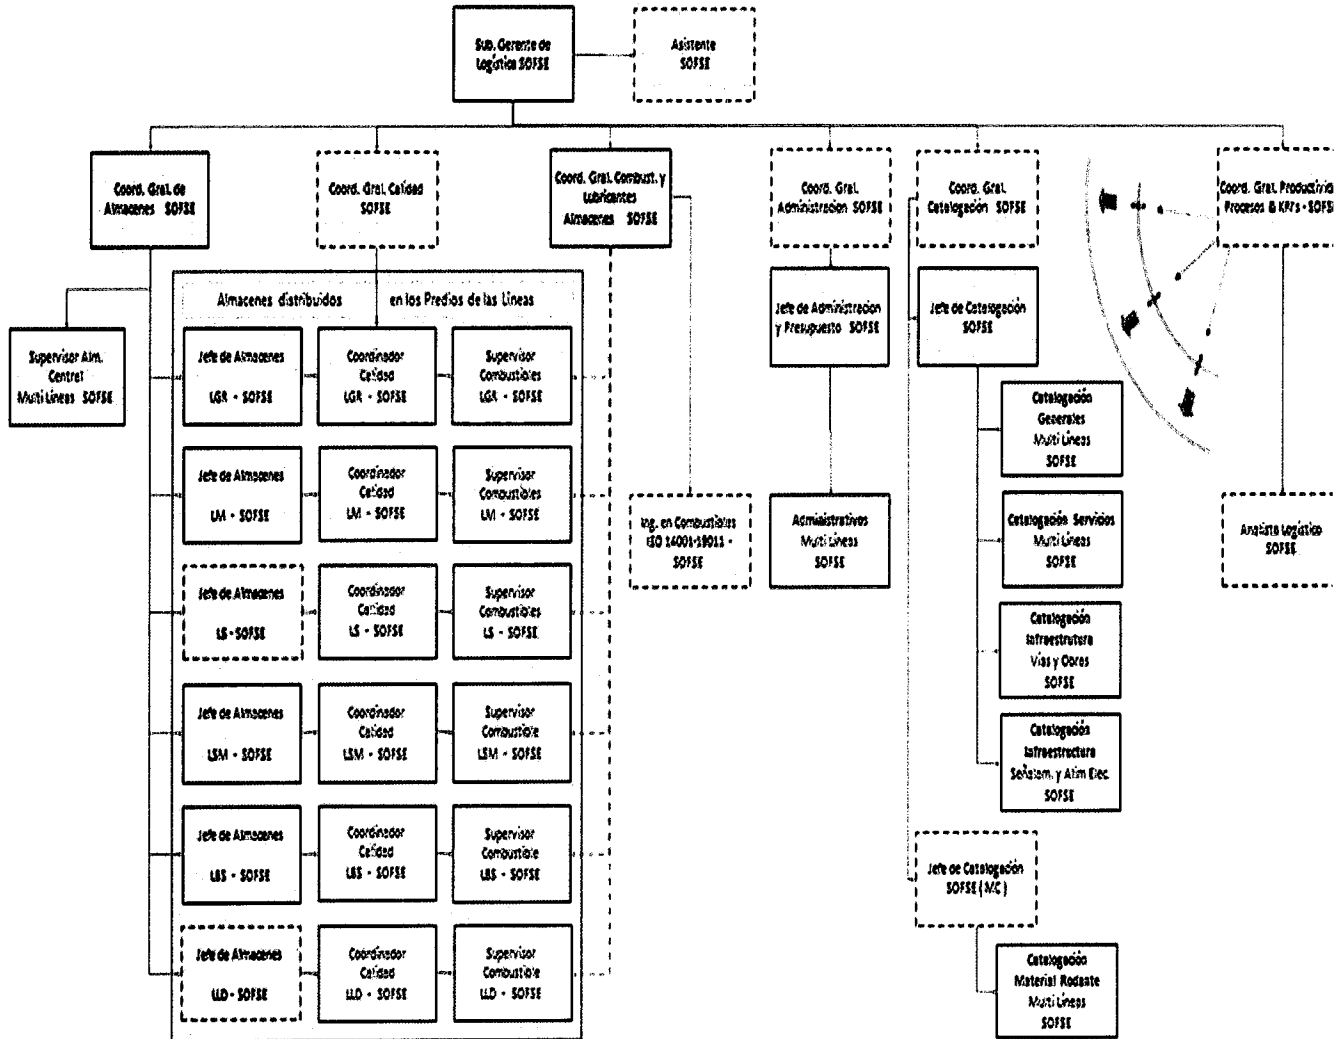 Sub. Gerente de
Logística SOFSE
Asistente
SOFSE
Coord. Gral. de
Almacenes SOFSE
Coord. Gral. Calidad
SOFSE
Coord. Gral. Combust. y
Lubricantes
Almacenes SOFSE
Coord. Gral.
Administracion SOFSE
Coord. Gral.
Catalogación SOFSE
Coord. Gral. Productivid
Procesos & KPI's - SOFSE
Almacenes distribuidos en los Predios de las Líneas
Supervisor Alm.
Central
Multi Líneas SOFSE
Jefe de Almacenes
LGR - SOFSE
Coordinador
Calidad
LGR - SOFSE
Supervisor
Combustibles
LGR - SOFSE
Jefe de Almacenes
LM - SOFSE
Coordinador
Calidad
LM - SOFSE
Supervisor
Combustibles
LM - SOFSE
Jefe de Almacenes
LS - SOFSE
Coordinador
Calidad
LS - SOFSE
Supervisor
Combustibles
LS - SOFSE
Jefe de Almacenes
LSM - SOFSE
Coordinador
Calidad
LSM - SOFSE
Supervisor
Combustible
LSM - SOFSE
Jefe de Almacenes
LBS - SOFSE
Coordinador
Calidad
LBS - SOFSE
Supervisor
Combustible
LBS - SOFSE
Jefe de Almacenes
LLD - SOFSE
Coordinador
Calidad
LLD - SOFSE
Supervisor
Combustible
LLD - SOFSE
Ing. en Combustibles
ISO 14001-19011 -
SOFSE
Jefe de Administracion
y Presupuesto SOFSE
Administrativos
Multi Líneas
SOFSE
Jefe de Catalogación
SOFSE
Catalogación
Generales
Multi Líneas
SOFSE
Catalogación Servicios
Multi Líneas
SOFSE
Catalogación
Infraestrutura
Vías y Obras
SOFSE
Catalogación
Infraestructura
Señalam. y Alim Elec.
SOFSE
Jefe de Catalogación
SOFSE ( MC )
Catalogación
Material Rodante
Multi Líneas
SOFSE
Analista Logístico
SOFSE